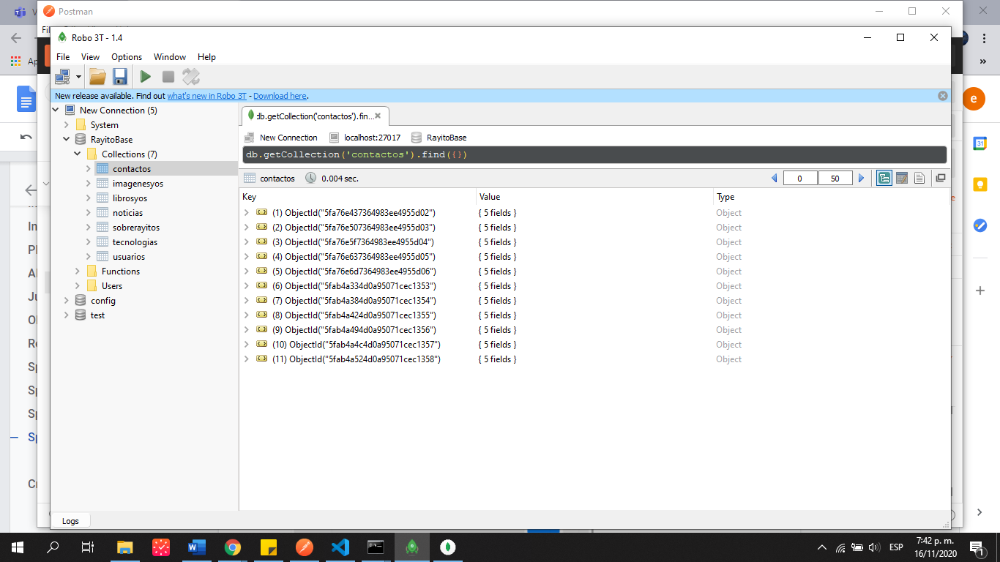 Postman
Robo 3T - 1.4
File View Options Window Help
New release available. Find out what's new in Robo 3T - Download here.
New Connection (5)
System
RayitoBase
Collections (7)
contactos
imagenesyos
librosyos
noticias
sobrerayitos
tecnologias
usuarios
Functions
Users
config
test
db.getCollection('contactos').fin...
New Connection localhost:27017 RayitoBase
db.getCollection('contactos').find({})
contactos 0.004 sec. 0 50
Key Value Type
(1) ObjectId("5fa76e437364983ee4955d02") { 5 fields } Object
(2) ObjectId("5fa76e507364983ee4955d03") { 5 fields } Object
(3) ObjectId("5fa76e5f7364983ee4955d04") { 5 fields } Object
(4) ObjectId("5fa76e637364983ee4955d05") { 5 fields } Object
(5) ObjectId("5fa76e6d7364983ee4955d06") { 5 fields } Object
(6) ObjectId("5fab4a334d0a95071cec1353") { 5 fields } Object
(7) ObjectId("5fab4a384d0a95071cec1354") { 5 fields } Object
(8) ObjectId("5fab4a424d0a95071cec1355") { 5 fields } Object
(9) ObjectId("5fab4a494d0a95071cec1356") { 5 fields } Object
(10) ObjectId("5fab4a4c4d0a95071cec1357") { 5 fields } Object
(11) ObjectId("5fab4a524d0a95071cec1358") { 5 fields } Object
Logs
e
31
ESP
7:42 p. m.
16/11/2020
1